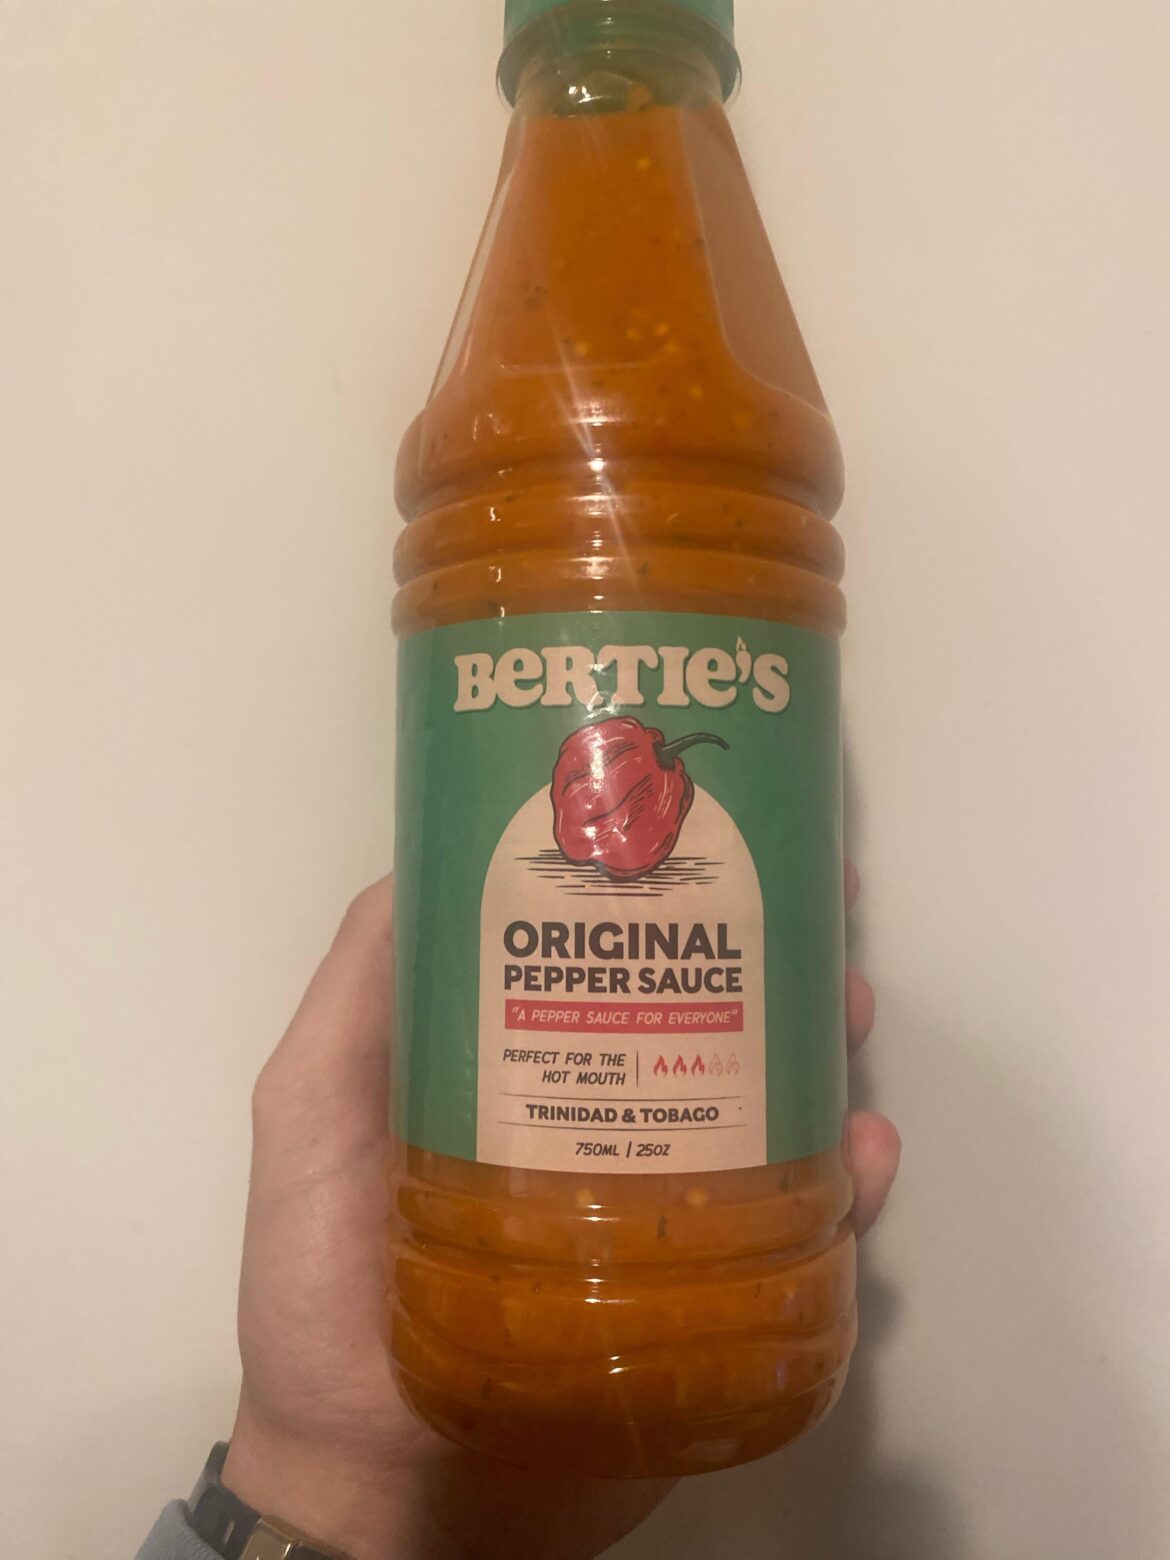 BERTIE'S
ORIGINAL
PEPPER SAUCE
"A PEPPER SAUCE FOR EVERYONE"
PERFECT FOR THE
HOT MOUTH
TRINIDAD & TOBAGO
750ML | 25OZ